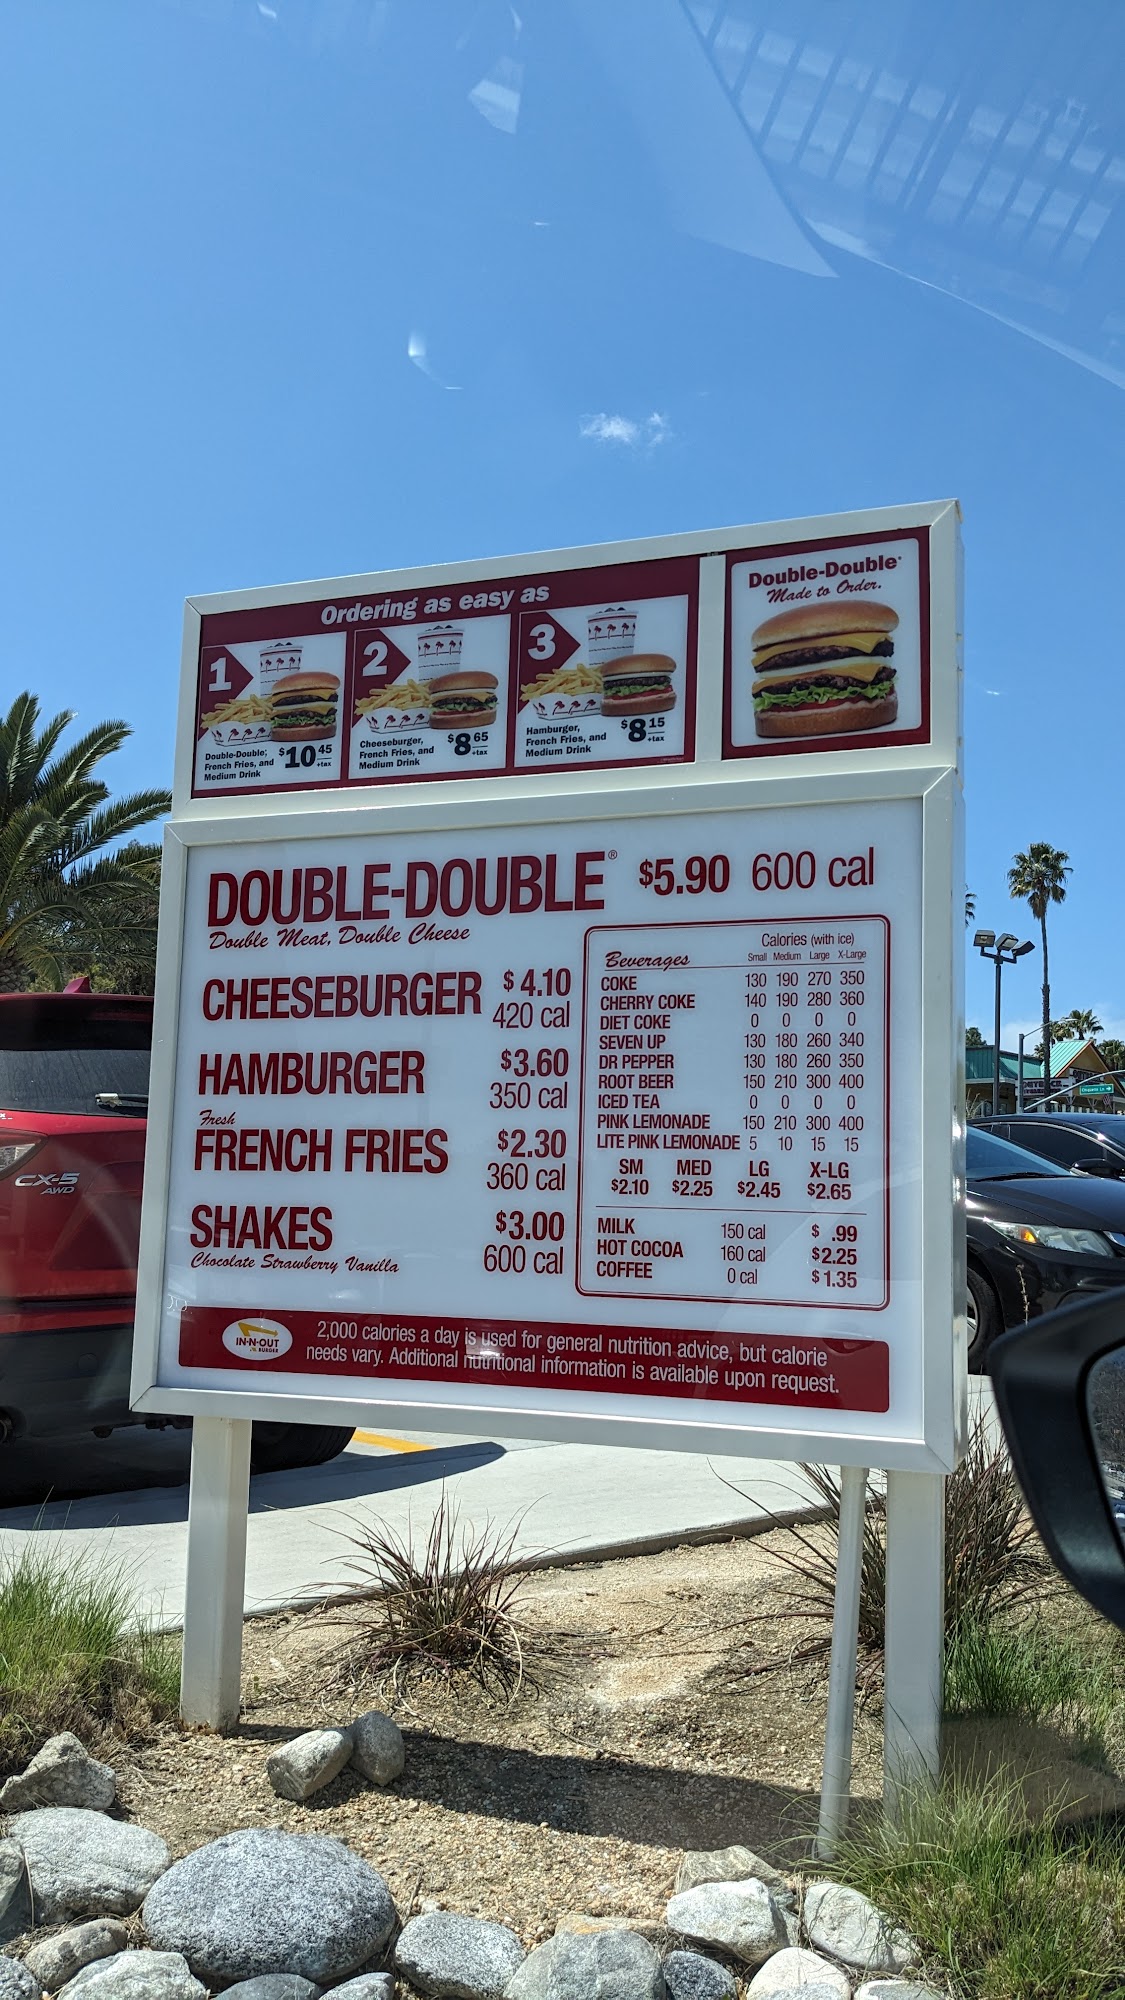 Ordering as easy as
1
Double-Double,
French Fries, and
Medium Drink
$10 45
+tax
2
Cheeseburger,
French Fries, and
Medium Drink
$8 65
+tax
3
Hamburger,
French Fries, and
Medium Drink
$8 15
+tax
Double-Double®
Made to Order.
DOUBLE-DOUBLE® $5.90 600 cal
Double Meat, Double Cheese
CHEESEBURGER $4.10
420 cal
HAMBURGER $3.60
350 cal
Fresh
FRENCH FRIES $2.30
360 cal
SHAKES $3.00
Chocolate Strawberry Vanilla 600 cal
Calories (with ice)
Beverages Small Medium Large X-Large
COKE 130 190 270 350
CHERRY COKE 140 190 280 360
DIET COKE 0 0 0 0
SEVEN UP 130 180 260 340
DR PEPPER 130 180 260 350
ROOT BEER 150 210 300 400
ICED TEA 0 0 0 0
PINK LEMONADE 150 210 300 400
LITE PINK LEMONADE 5 10 15 15
SM MED LG X-LG
$2.10 $2.25 $2.45 $2.65
MILK 150 cal $ .99
HOT COCOA 160 cal $2.25
COFFEE 0 cal $1.35
IN-N-OUT
BURGER
2,000 calories a day is used for general nutrition advice, but calorie
needs vary. Additional nutritional information is available upon request.
CX-5
AWD